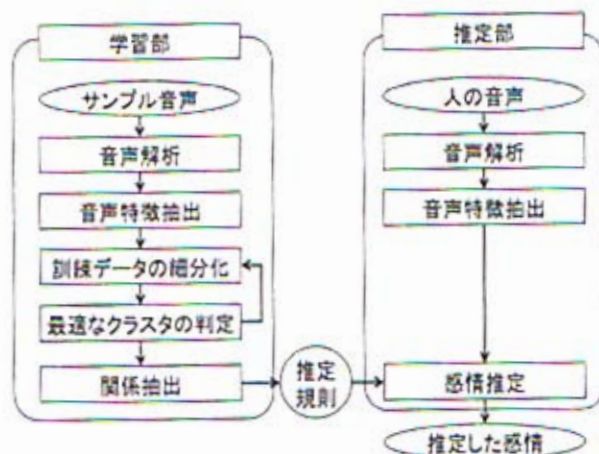 学習部
サンプル音声
音声解析
音声特徴抽出
訓練データの細分化
最適なクラスタの判定
関係抽出
推定
規則
推定部
人の音声
音声解析
音声特徴抽出
感情推定
推定した感情